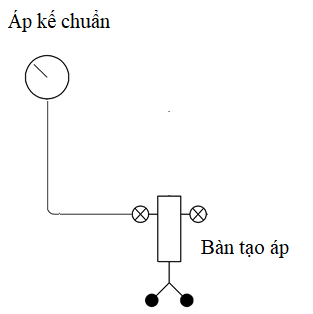 Áp kế chuẩn
Bàn tạo áp